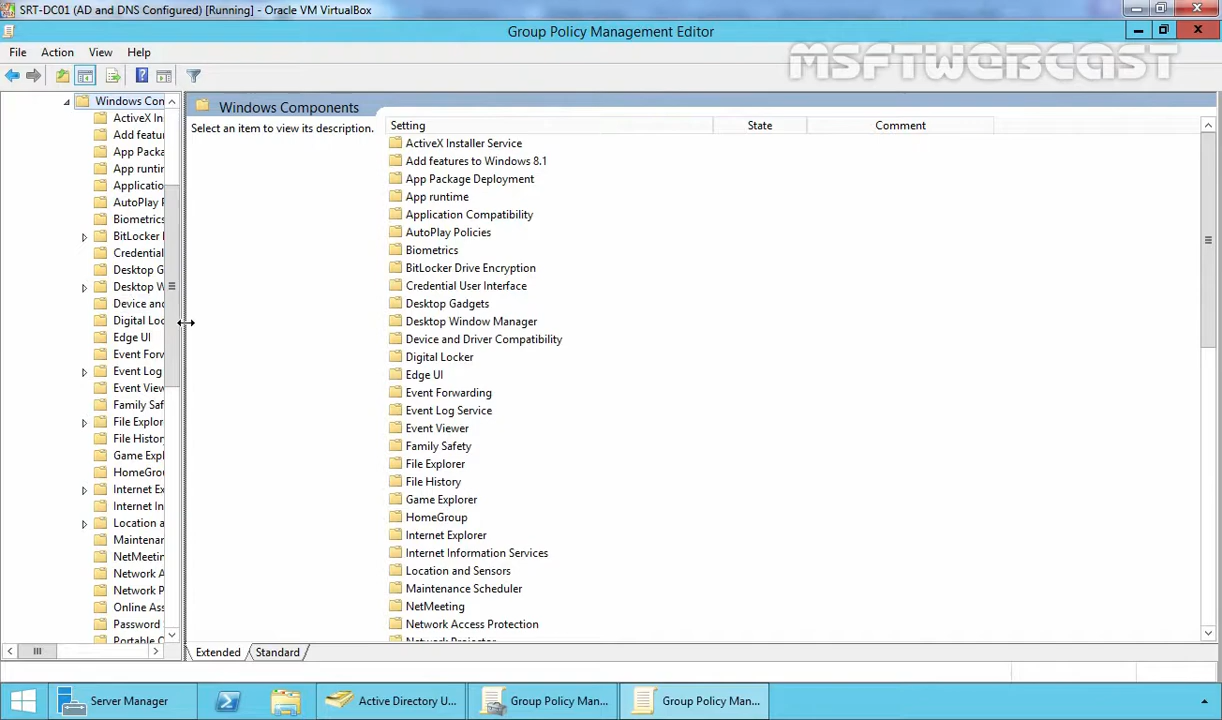 SRT-DC01 (AD and DNS Configured) [Running] - Oracle VM VirtualBox
Group Policy Management Editor
File Action View Help
MSFTWEBCAST
Windows Con
ActiveX In
Add featur
App Packa
App runtir
Applicatio
AutoPlay P
Biometrics
BitLocker
Credential
Desktop G
Desktop W
Device and
Digital Loc
Edge UI
Event Forw
Event Log
Event View
Family Saf
File Explor
File History
Game Expl
HomeGrou
Internet Ex
Internet In
Location a
Maintenan
NetMeetin
Network A
Network P
Online Ass
Password
Portable C
Windows Components
Select an item to view its description.
Setting State Comment
ActiveX Installer Service
Add features to Windows 8.1
App Package Deployment
App runtime
Application Compatibility
AutoPlay Policies
Biometrics
BitLocker Drive Encryption
Credential User Interface
Desktop Gadgets
Desktop Window Manager
Device and Driver Compatibility
Digital Locker
Edge UI
Event Forwarding
Event Log Service
Event Viewer
Family Safety
File Explorer
File History
Game Explorer
HomeGroup
Internet Explorer
Internet Information Services
Location and Sensors
Maintenance Scheduler
NetMeeting
Network Access Protection
Network Projector
Extended Standard
Server Manager Active Directory U... Group Policy Man... Group Policy Man...